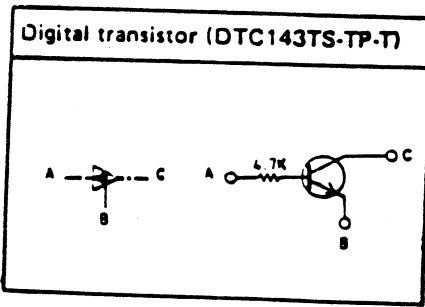 Digital transistor (DTC143TS-TP-T)
A C A 4.7K C
B B